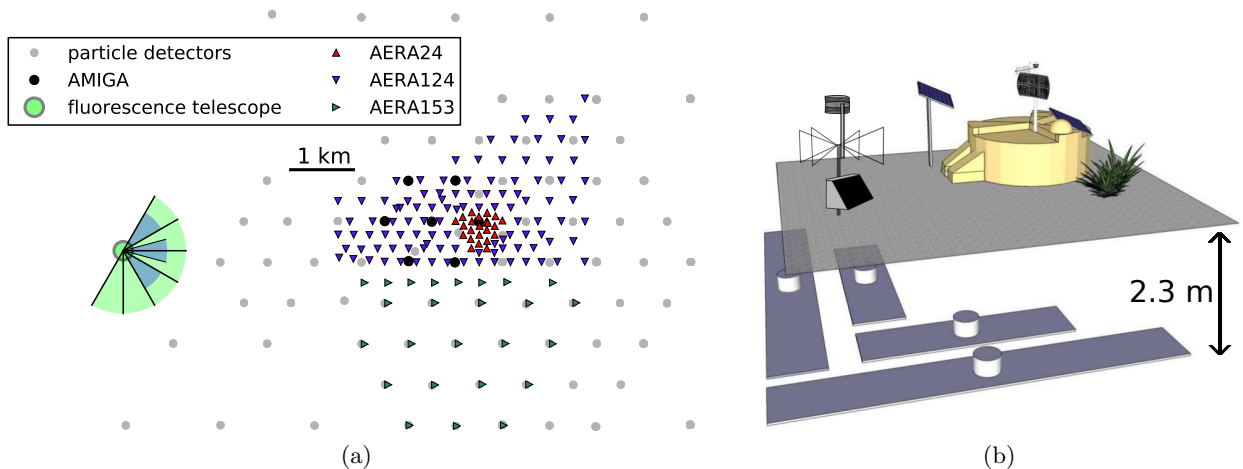 particle detectors
AMIGA
fluorescence telescope
AERA24
AERA124
AERA153
1 km
2.3 m
(a)
(b)